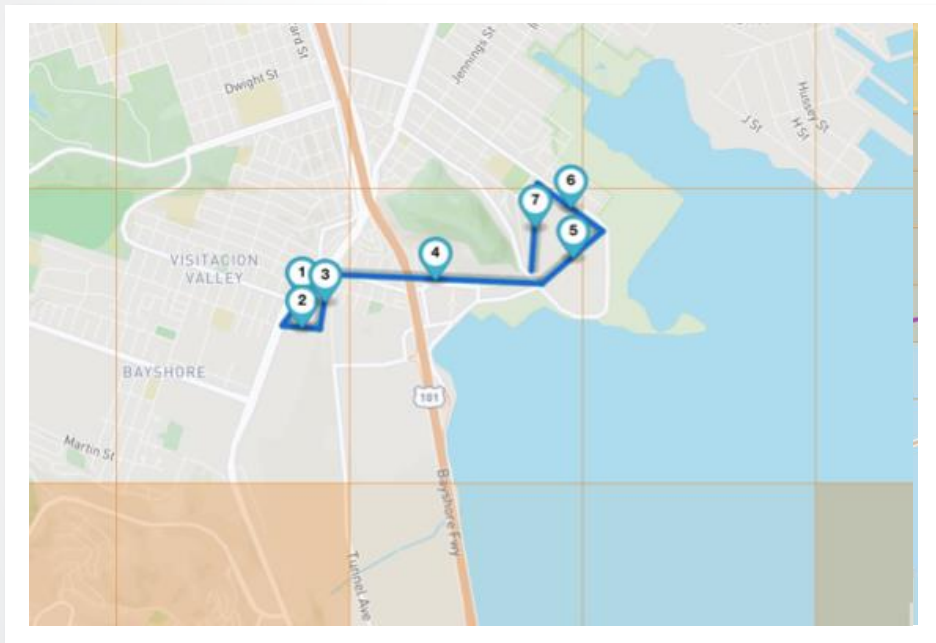 Dwight St
Jennings St
Hussey St
J St
H St
6
7
5
4
VISITACION
VALLEY
1
3
2
BAYSHORE
101
Martin St
Bayshore Fwy
Tunnel Ave